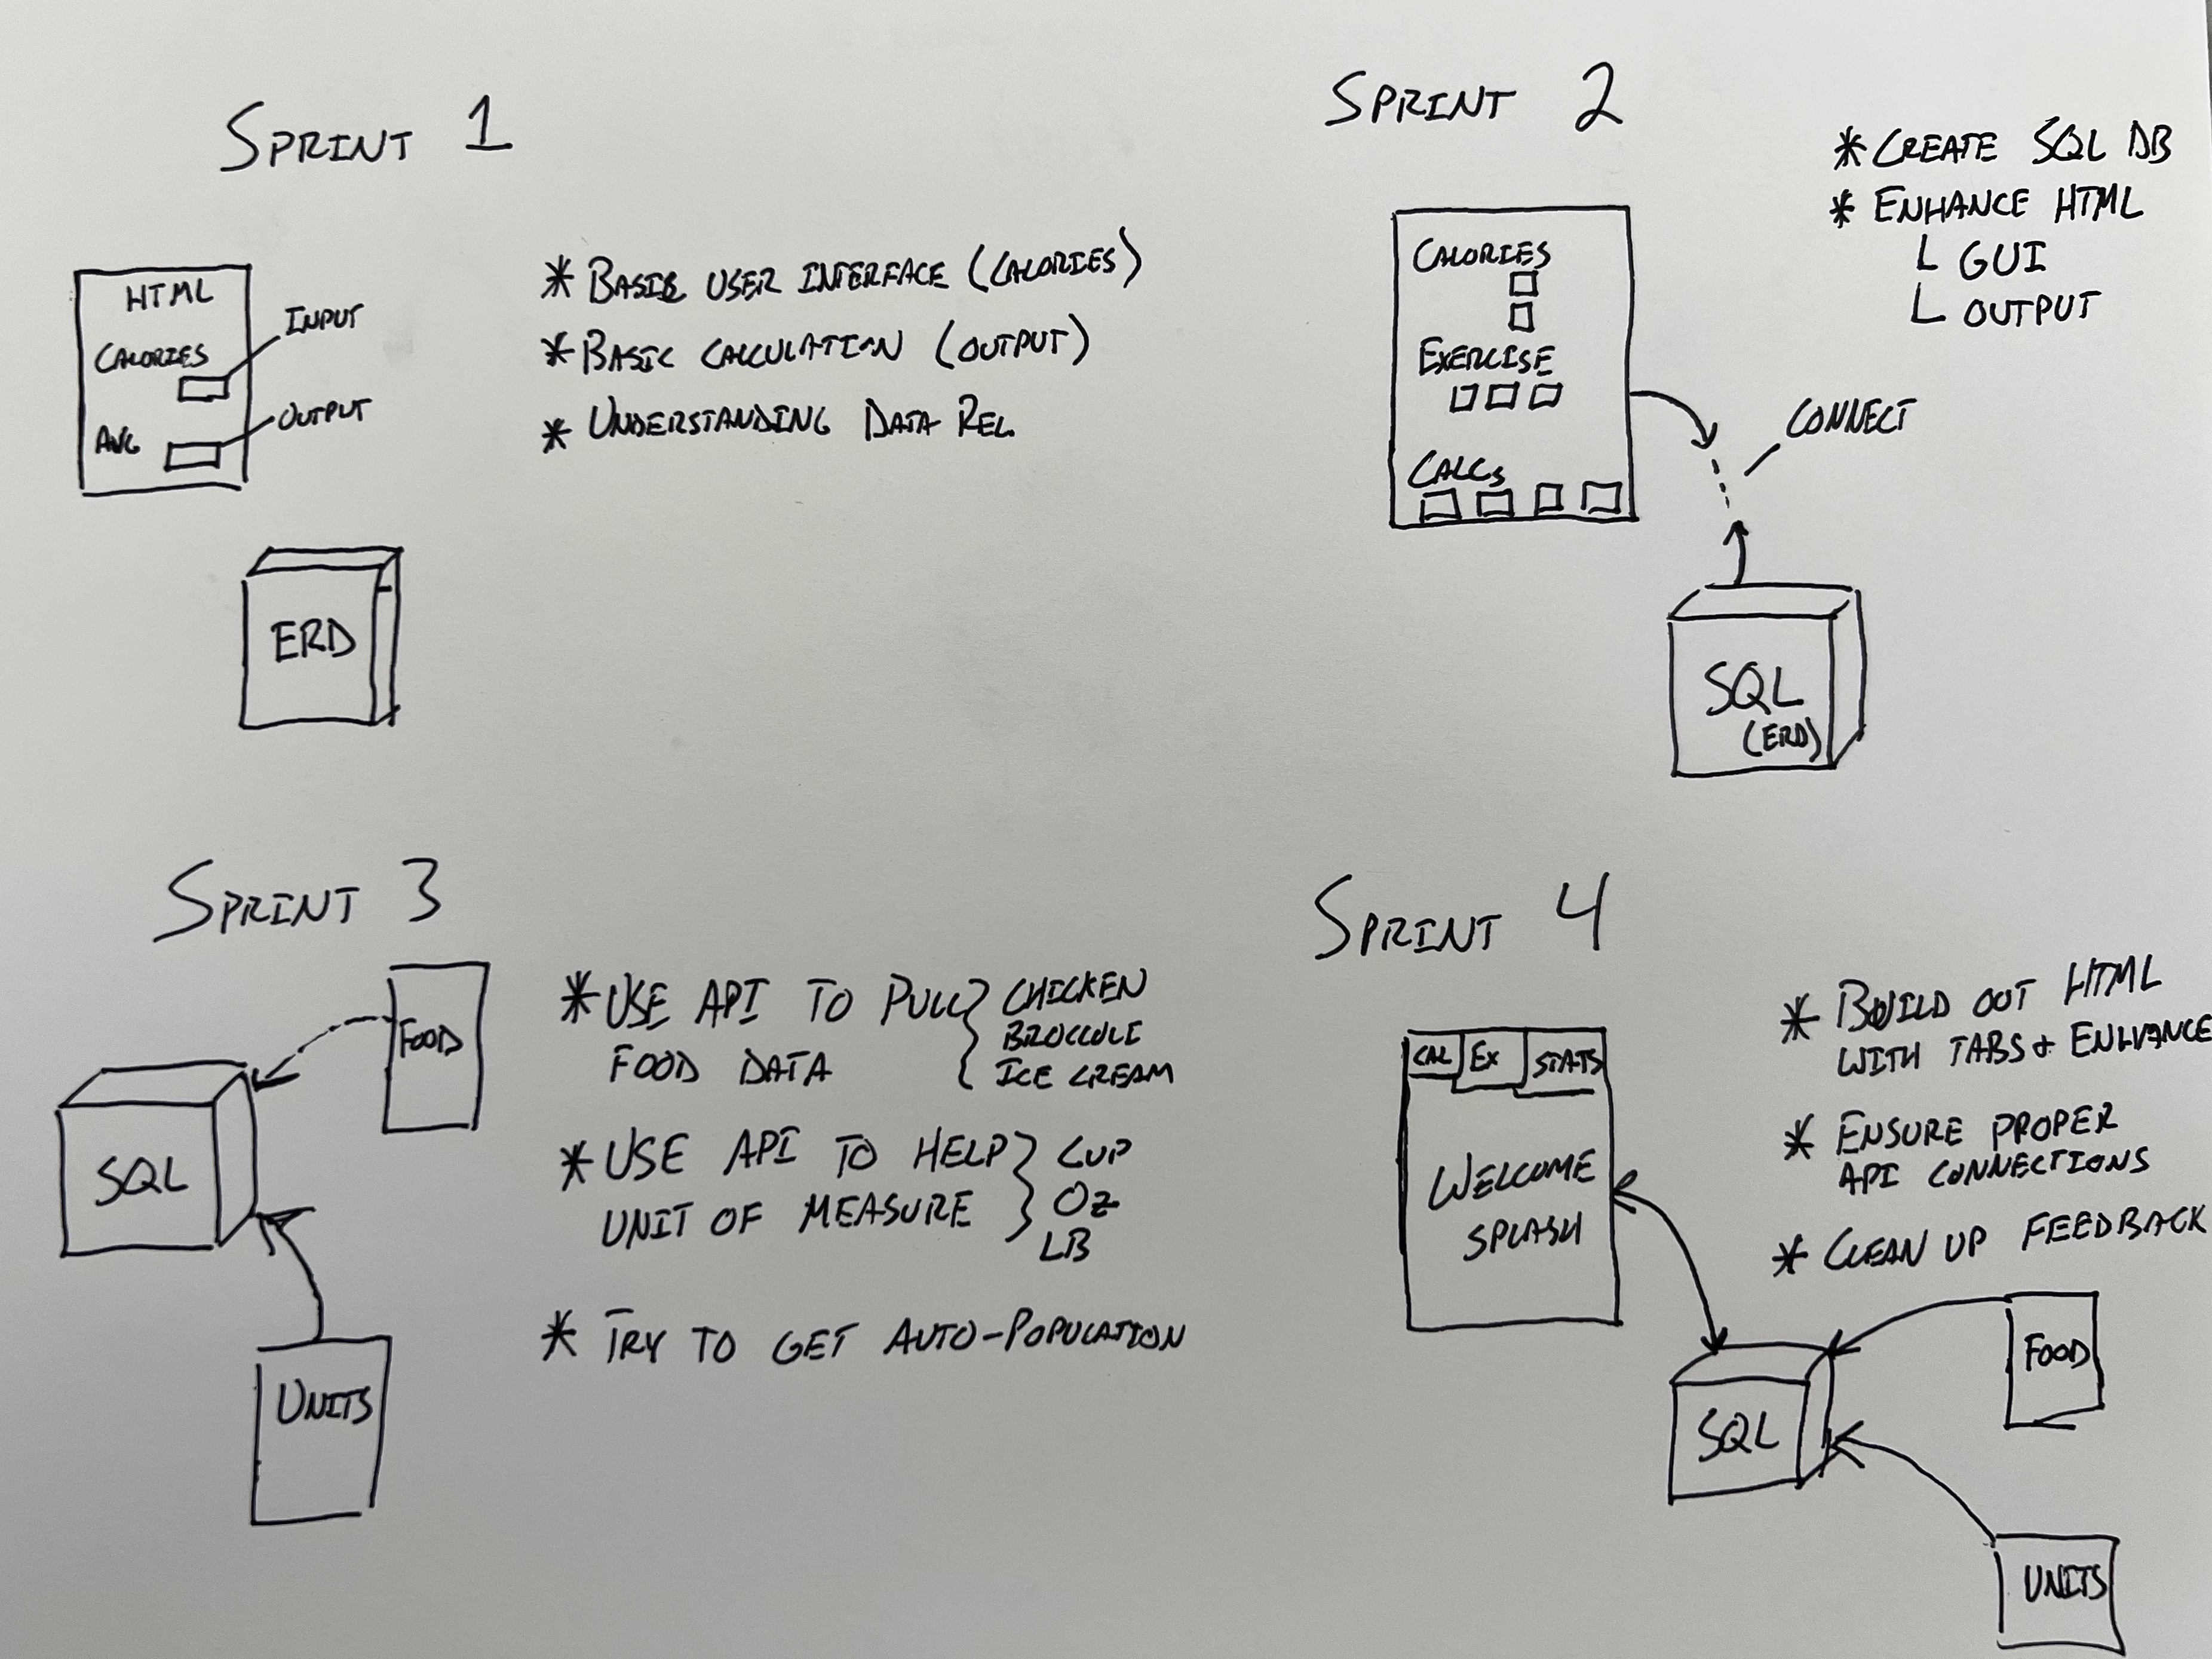 SPRINT 1
HTML
CALORIES
AVG
INPUT
OUTPUT
* BASIC USER INTERFACE (CALORIES)
* BASIC CALCULATION (OUTPUT)
* UNDERSTANDING DATA REL.
ERD
SPRINT 2
* CREATE SQL DB
* ENHANCE HTML
L GUI
L OUTPUT
CALORIES
EXERCISE
CALCS
CONNECT
SQL
(ERD)
SPRINT 3
FOOD
SQL
UNITS
* USE API TO PULL } CHICKEN
FOOD DATA { BROCCOLI
ICE CREAM
* USE API TO HELP } CUP
UNIT OF MEASURE OZ
LB
* TRY TO GET AUTO-POPULATION
SPRINT 4
CAL EX STATS
WELCOME
SPLASH
* BUILD OUT HTML
WITH TABS + ENHANCE
* ENSURE PROPER
API CONNECTIONS
* CLEAN UP FEEDBACK
SQL
FOOD
UNITS